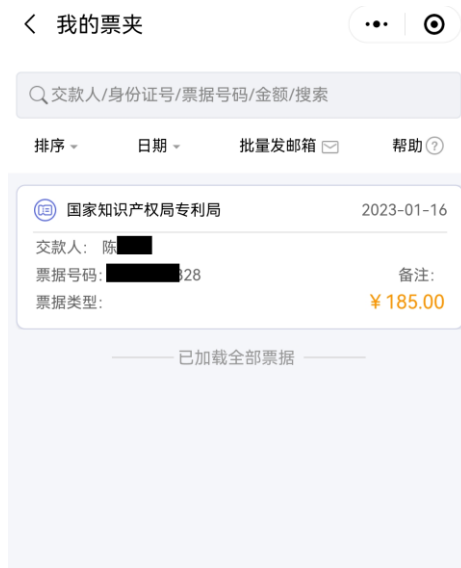 我的票夹
交款人/身份证号/票据号码/金额/搜索
排序 日期 批量发邮箱 帮助?
国家知识产权局专利局 2023-01-16
交款人: 陈
票据号码: 328 备注:
票据类型: ¥185.00
已加载全部票据